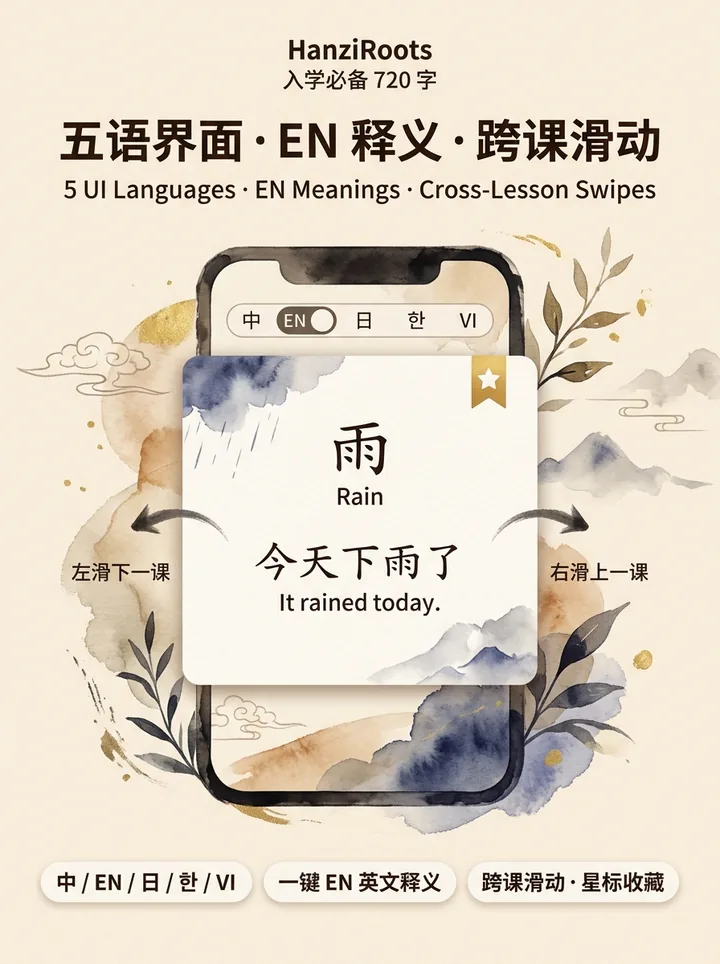 HanziRoots
入学必备 720 字
五语界面 · EN 释义 · 跨课滑动
5 UI Languages · EN Meanings · Cross-Lesson Swipes
中 EN 日 한 VI
雨
Rain
今天下雨了
It rained today.
左滑下一课
右滑上一课
中 / EN / 日 / 한 / VI
一键 EN 英文释义
跨课滑动 · 星标收藏